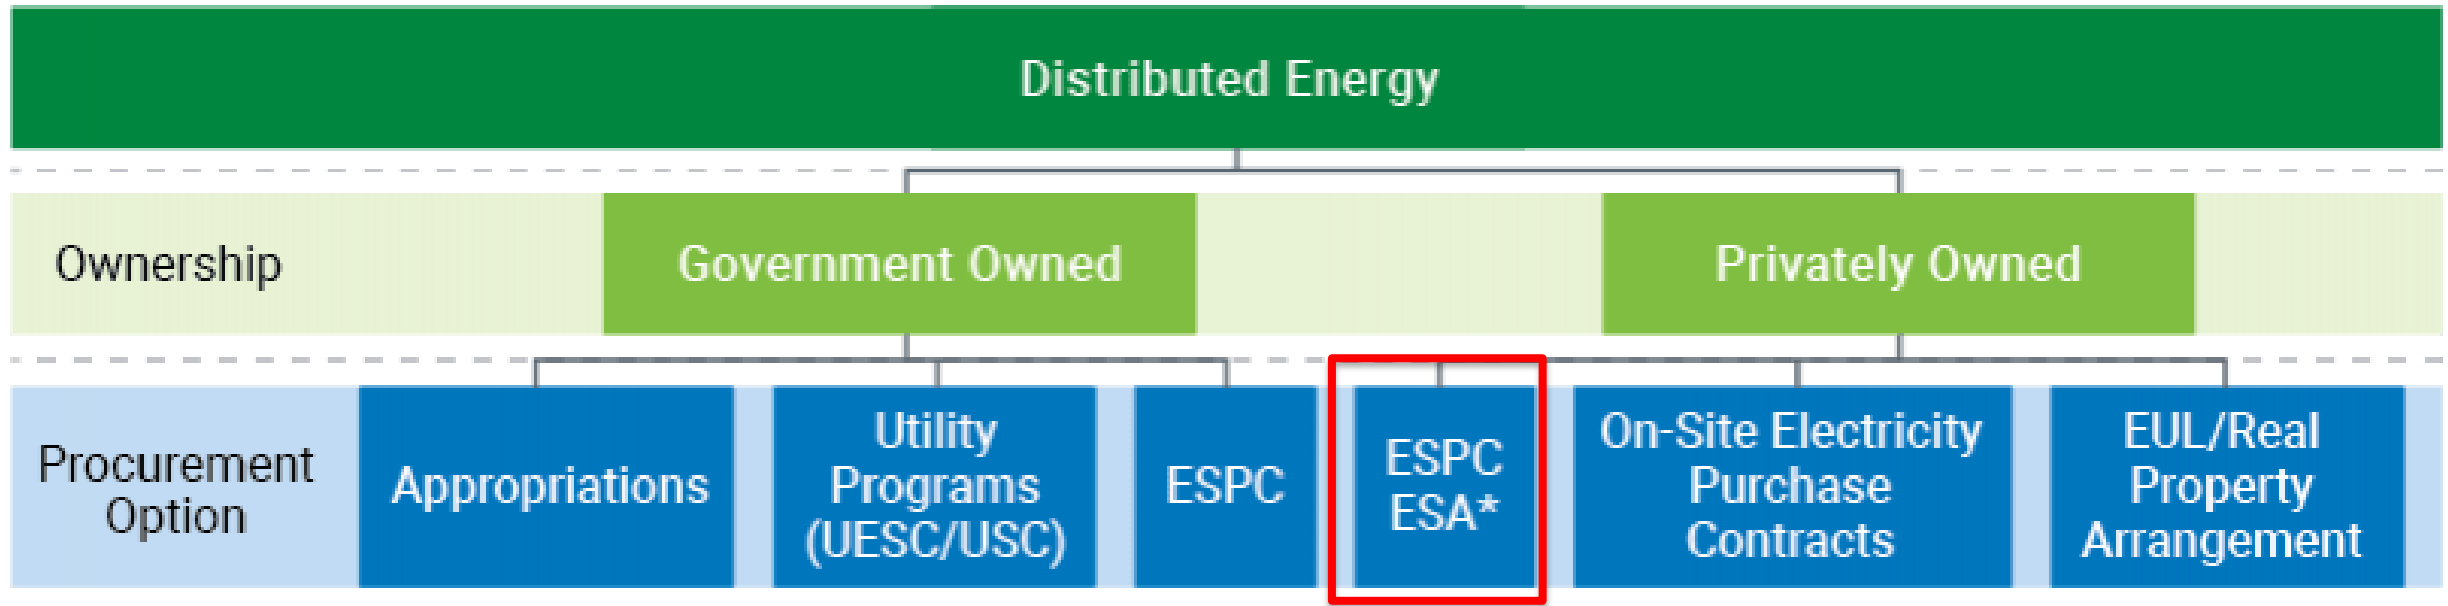 Distributed Energy
Ownership
Government Owned
Privately Owned
Procurement
Option
Appropriations
Utility
Programs
(UESC/USC)
ESPC
ESPC
ESA*
On-Site Electricity
Purchase
Contracts
EUL/Real
Property
Arrangement